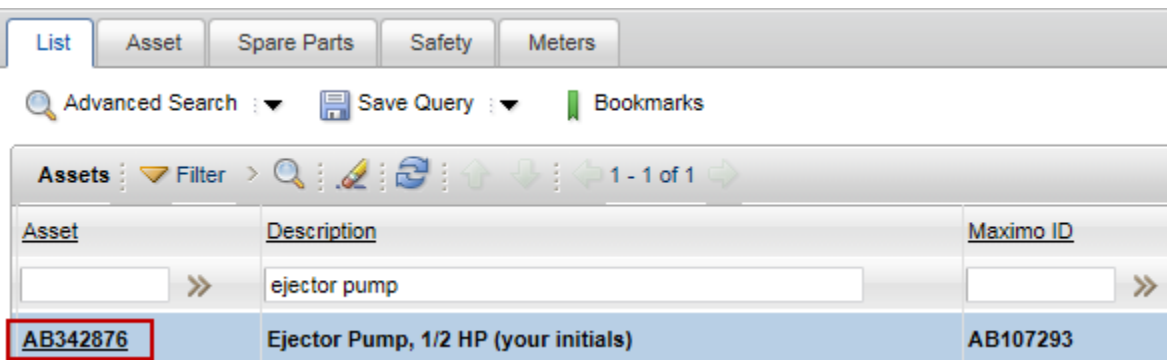 List Asset Spare Parts Safety Meters
Advanced Search Save Query Bookmarks
Assets Filter 1 - 1 of 1
Asset Description Maximo ID
ejector pump
AB342876 Ejector Pump, 1/2 HP (your initials) AB107293